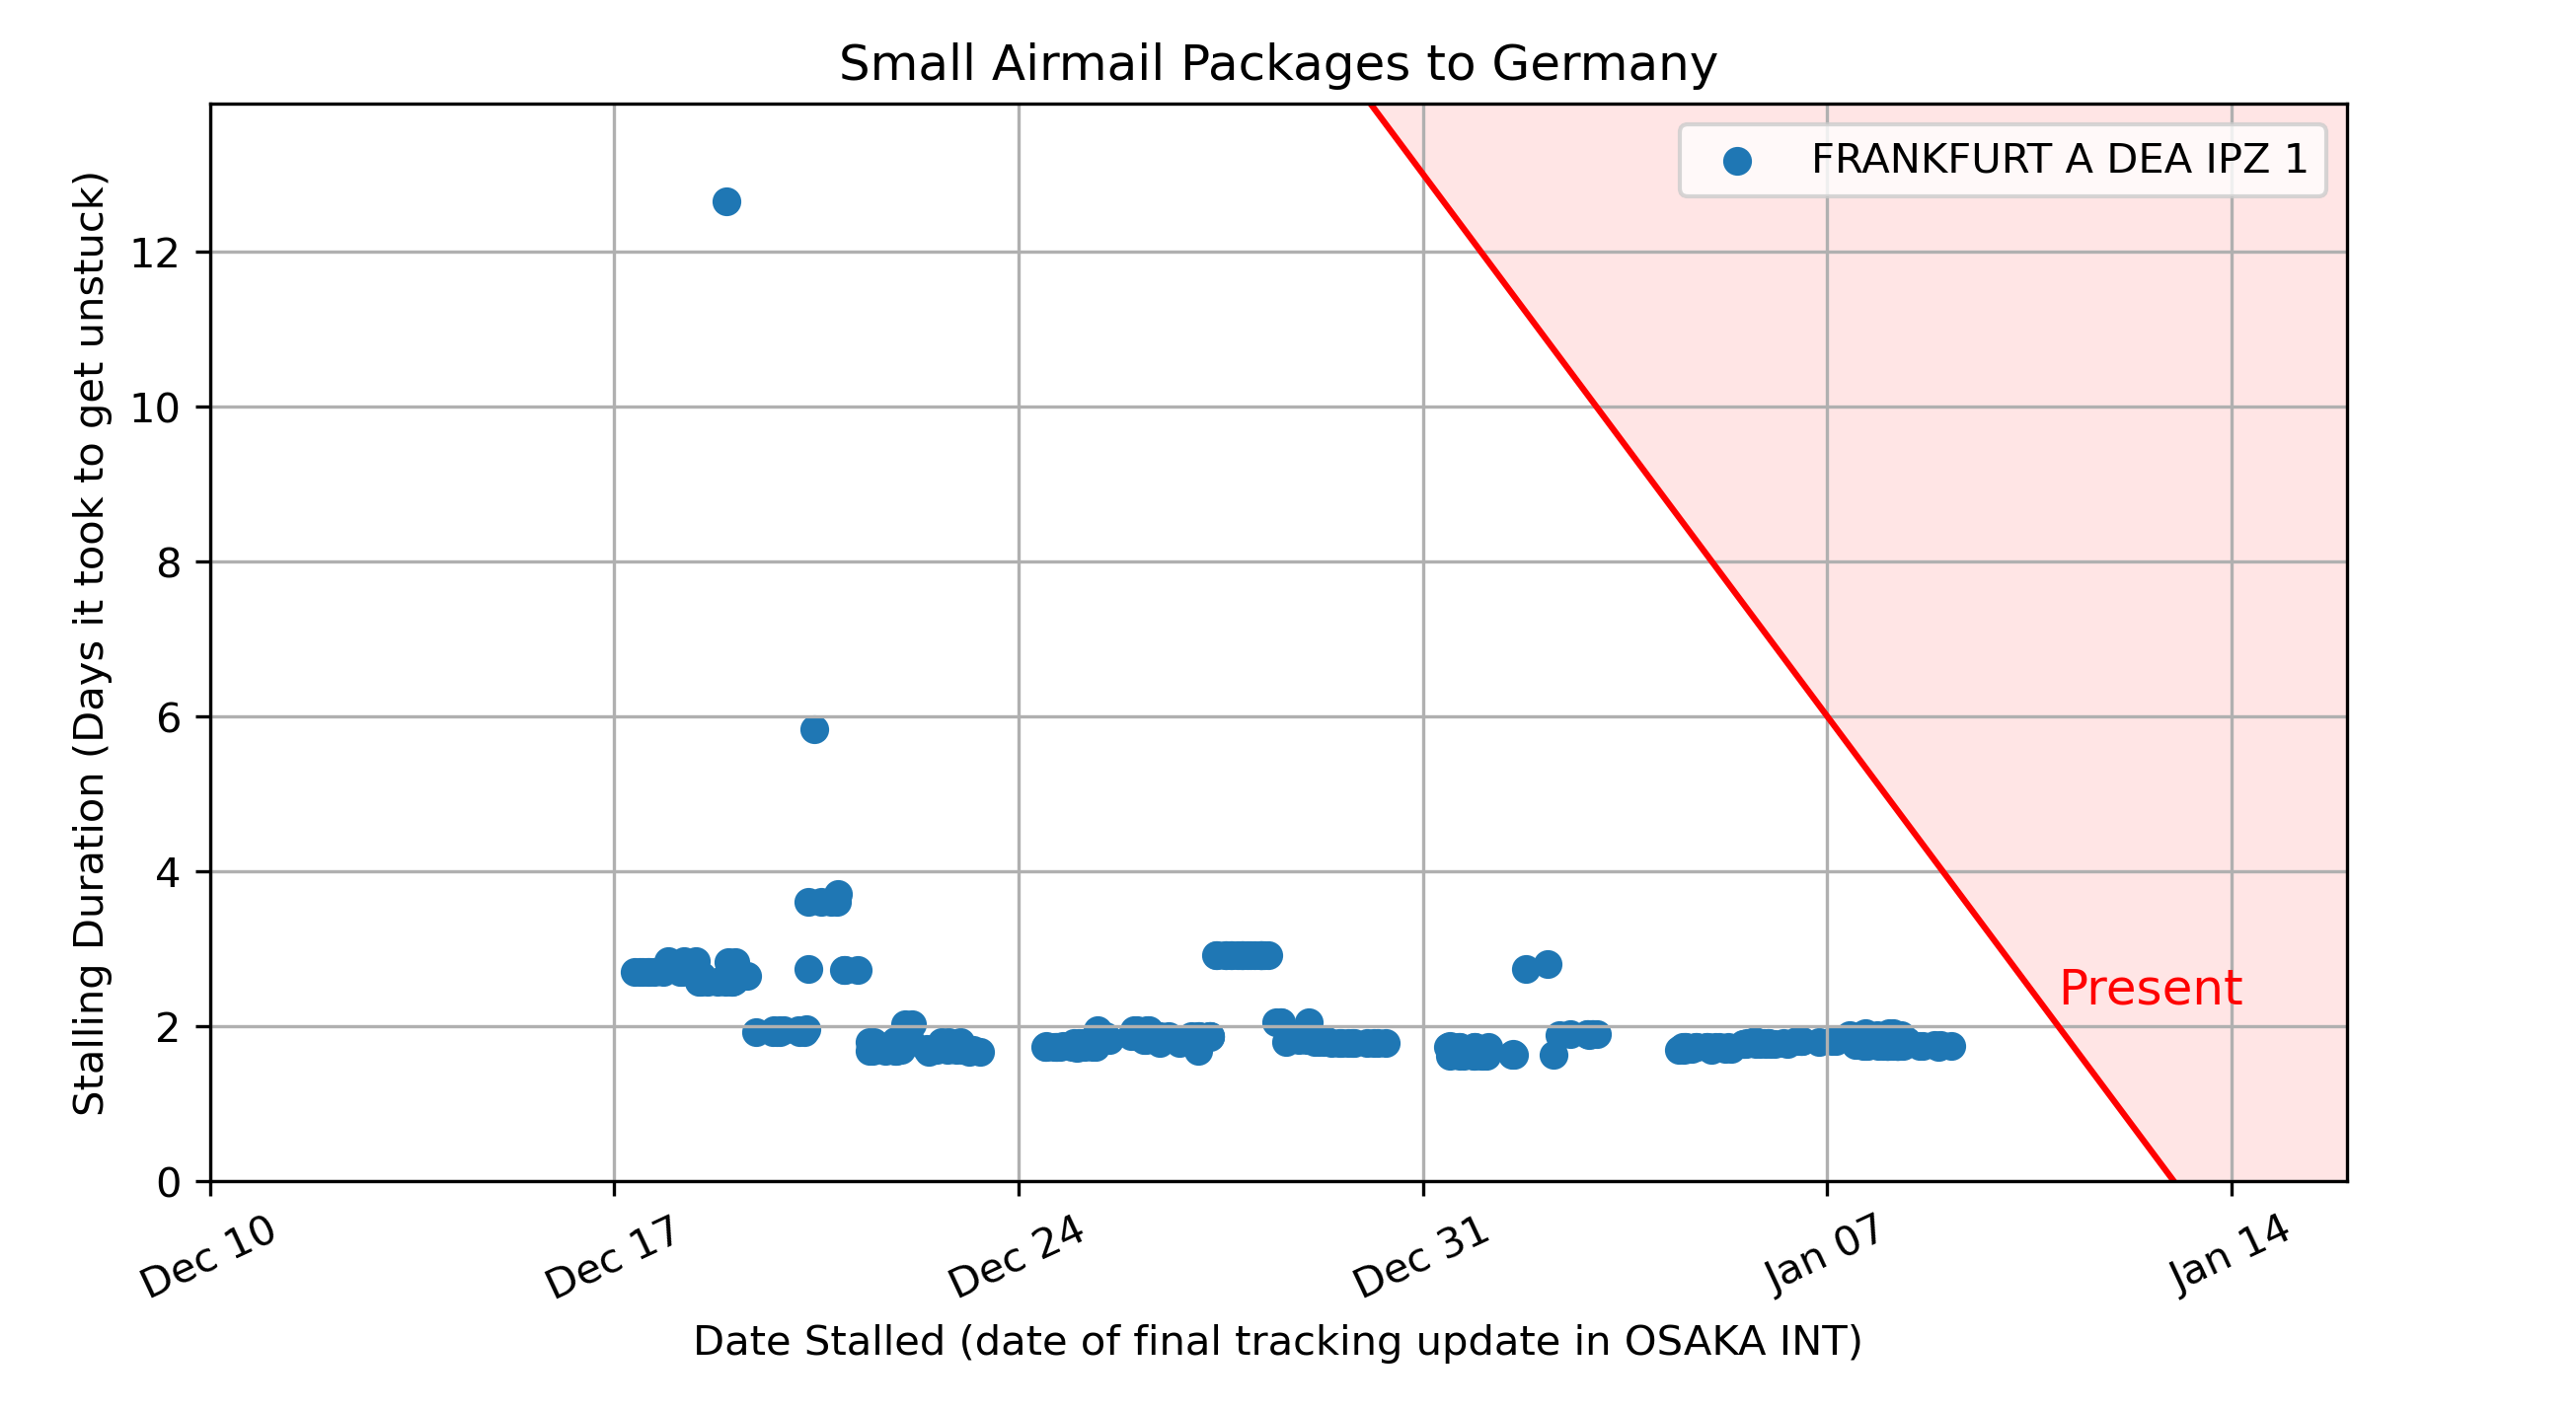 Small Airmail Packages to Germany
FRANKFURT A DEA IPZ 1
Stalling Duration (Days it took to get unstuck)
12
10
8
6
4
2
0
Present
Dec 10
Dec 17
Dec 24
Dec 31
Jan 07
Jan 14
Date Stalled (date of final tracking update in OSAKA INT)